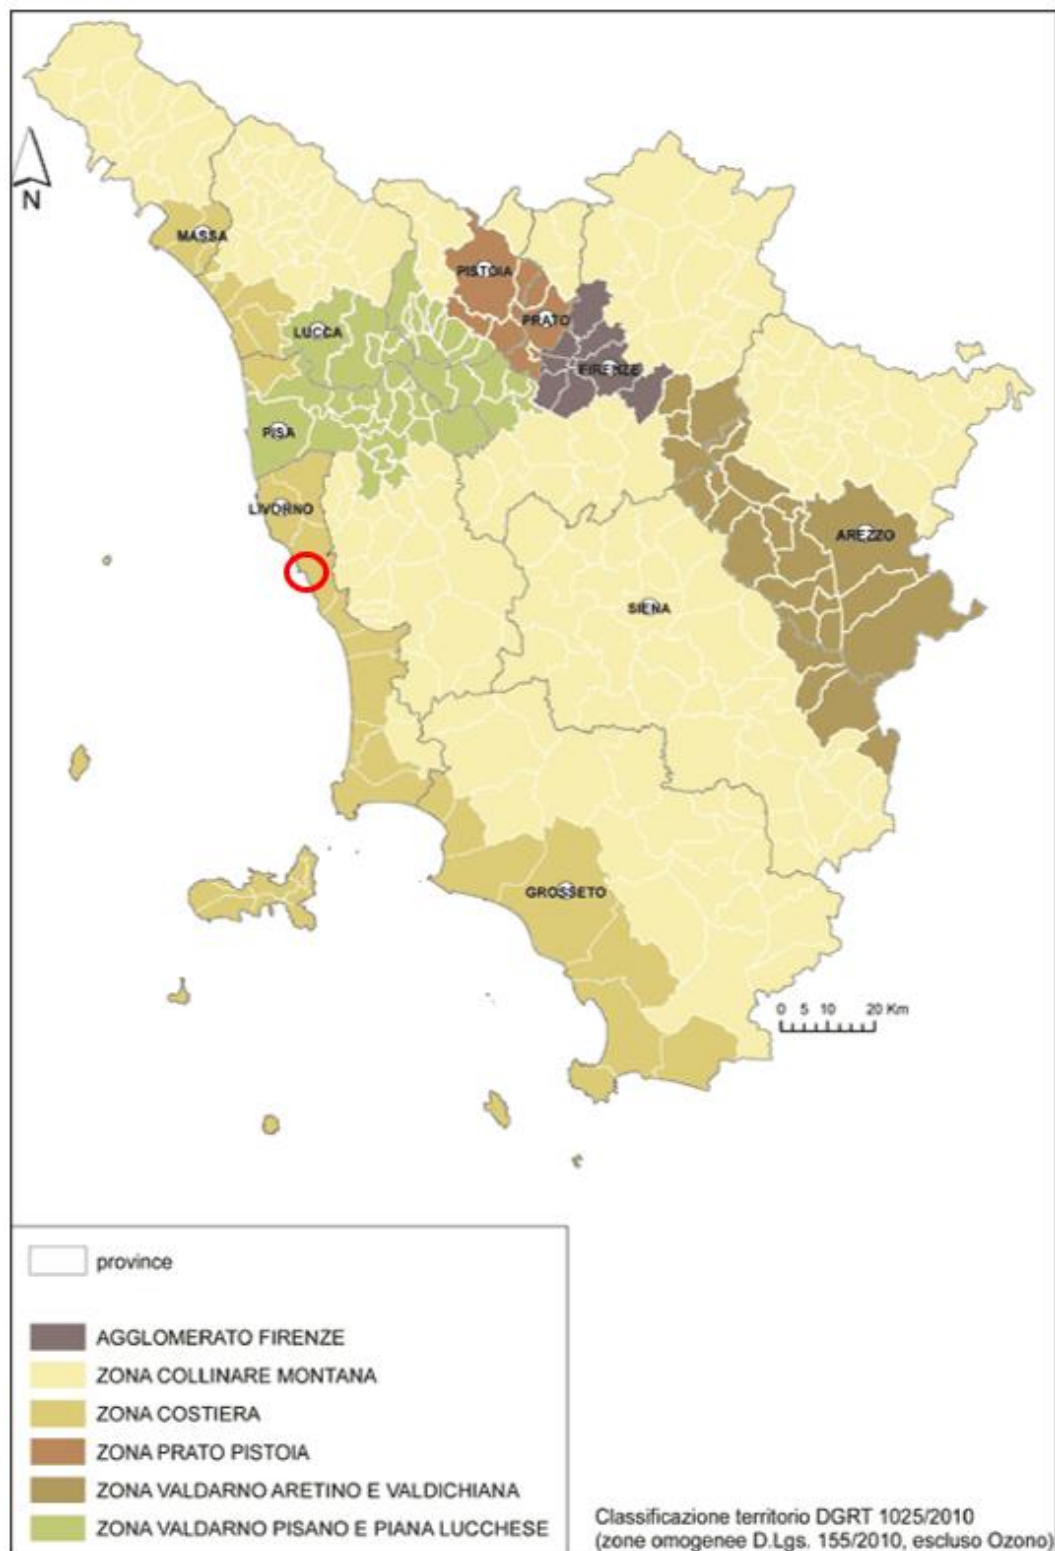 N
MASSA
PISTOIA
PRATO
LUCCA
FIRENZE
PISA
LIVORNO
AREZZO
SIENA
GROSSETO
0 5 10 20 Km
province
AGGLOMERATO FIRENZE
ZONA COLLINARE MONTANA
ZONA COSTIERA
ZONA PRATO PISTOIA
ZONA VALDARNO ARETINO E VALDICHIANA
ZONA VALDARNO PISANO E PIANA LUCCHESE
Classificazione territorio DGRT 1025/2010
(zone omogenee D.Lgs. 155/2010, escluso Ozono)